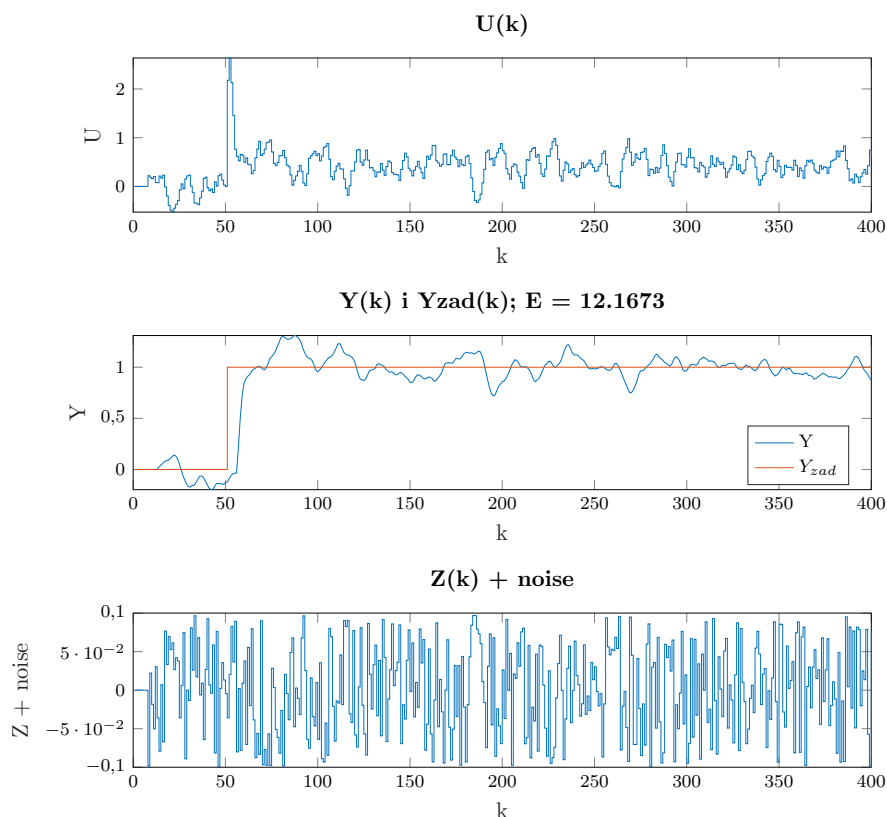 U(k)
2
1
0
U
0 50 100 150 200 250 300 350 400
k
Y(k) i Yzad(k); E = 12.1673
1
0,5
0
Y
Y
Y_zad
0 50 100 150 200 250 300 350 400
k
Z(k) + noise
0,1
5 · 10⁻²
0
−5 · 10⁻²
−0,1
Z + noise
0 50 100 150 200 250 300 350 400
k